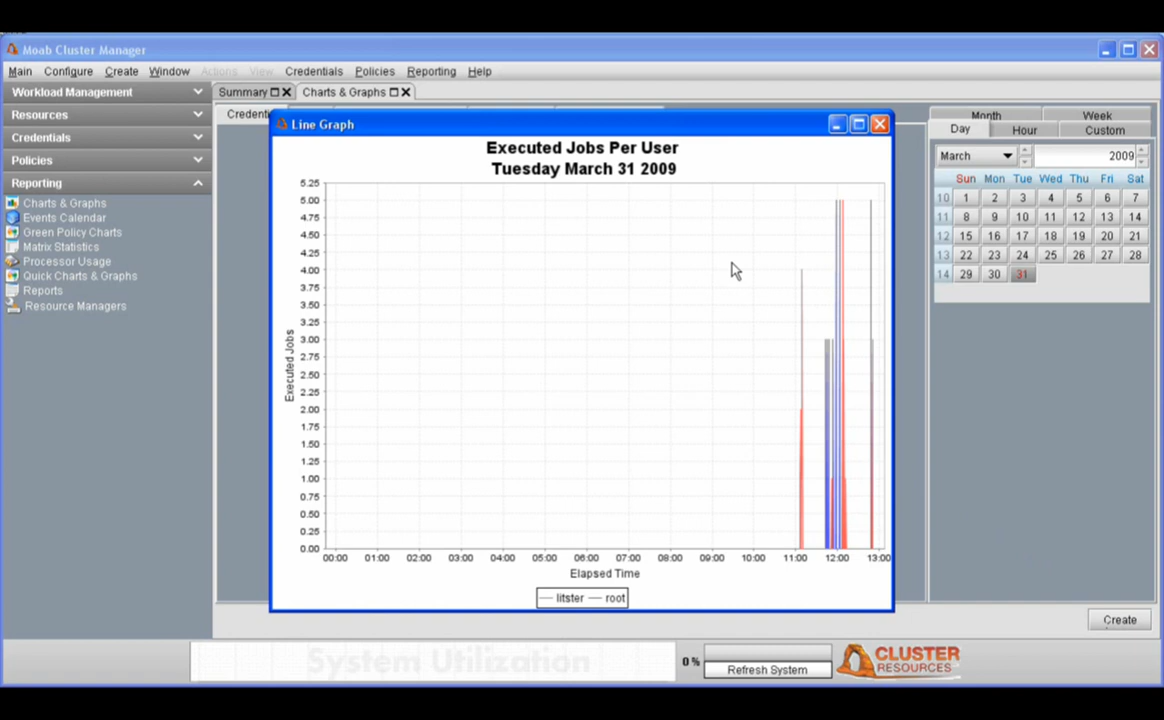 Moab Cluster Manager
Main Configure Create Window Actions View Credentials Policies Reporting Help
Workload Management
Resources
Credentials
Policies
Reporting
Charts & Graphs
Events Calendar
Green Policy Charts
Matrix Statistics
Processor Usage
Quick Charts & Graphs
Reports
Resource Managers
Summary Charts & Graphs
Line Graph
Executed Jobs Per User
Tuesday March 31 2009
5.25
5.00
4.75
4.50
4.25
4.00
3.75
3.50
3.25
3.00
2.75
2.50
2.25
2.00
1.75
1.50
1.25
1.00
0.75
0.50
0.25
0.00
Executed Jobs
00:00 01:00 02:00 03:00 04:00 05:00 06:00 07:00 08:00 09:00 10:00 11:00 12:00 13:00
Elapsed Time
litster root
Month Week
Day Hour Custom
March 2009
Sun Mon Tue Wed Thu Fri Sat
10 1 2 3 4 5 6 7
11 8 9 10 11 12 13 14
12 15 16 17 18 19 20 21
13 22 23 24 25 26 27 28
14 29 30 31
Create
System Utilization
0 %
Refresh System
CLUSTER
RESOURCES